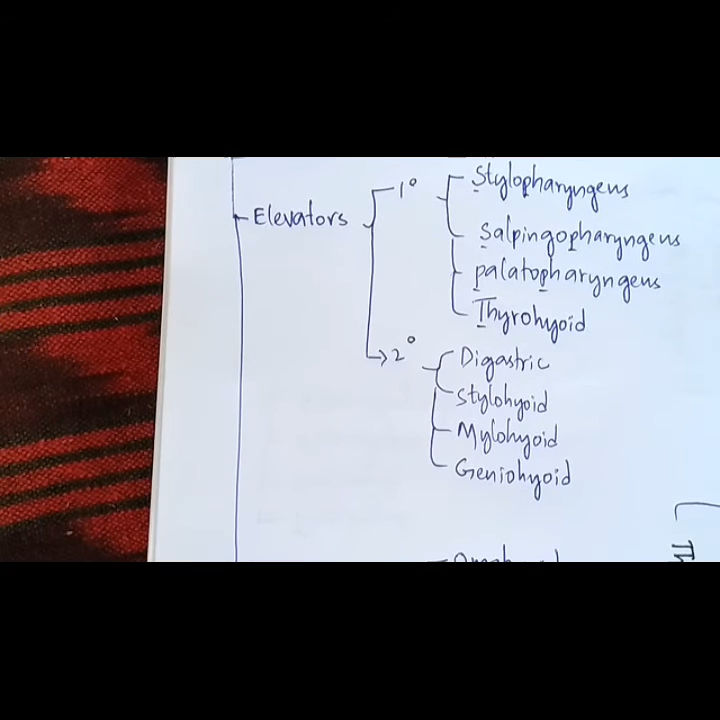 Elevators
1°
Stylopharyngeus
Salpingopharyngeus
palatopharyngeus
Thyrohyoid
2°
Digastric
Stylohyoid
Mylohyoid
Geniohyoid